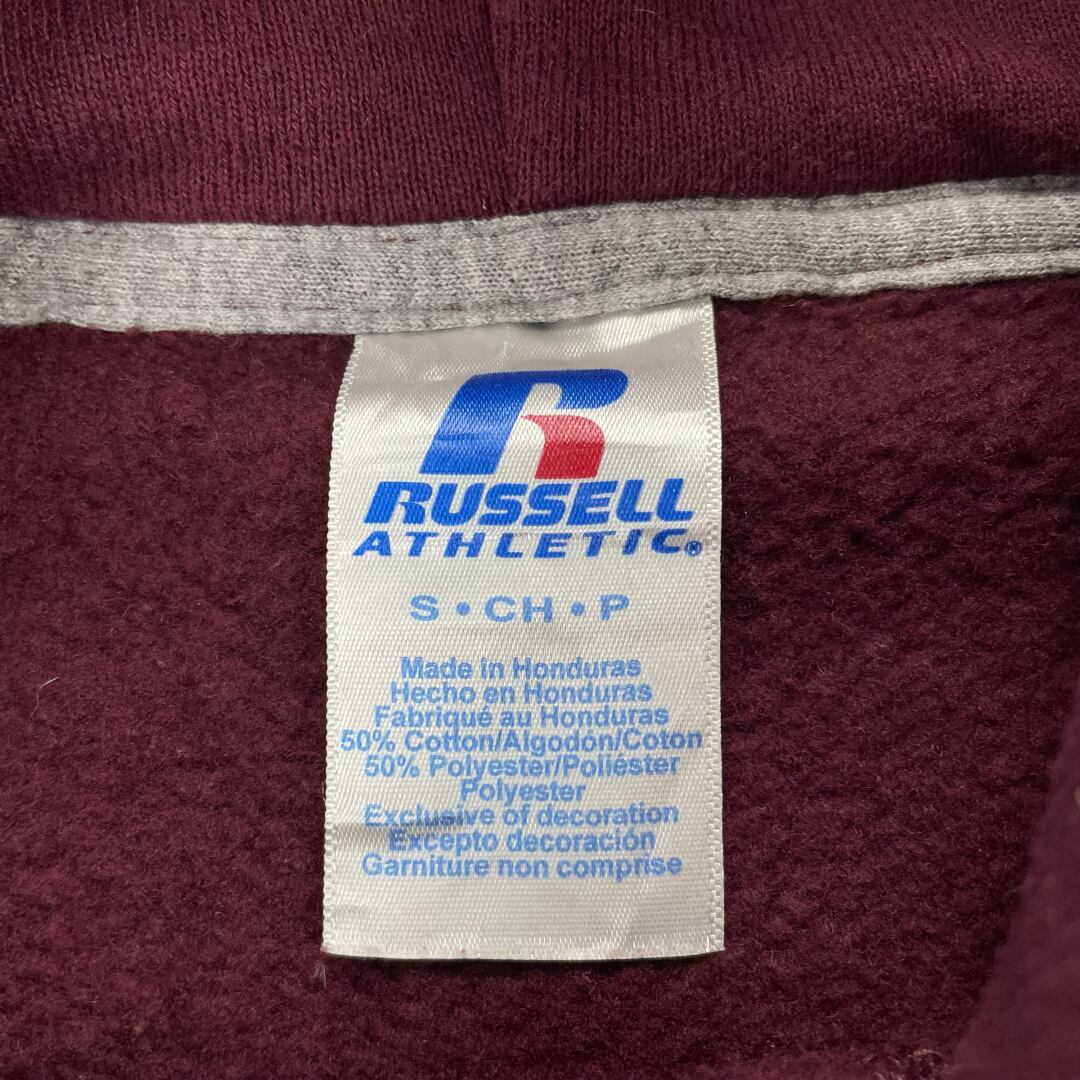 R
RUSSELL
ATHLETIC®
S • CH • P
Made in Honduras
Hecho en Honduras
Fabriqué au Honduras
50% Cotton/Algodón/Coton
50% Polyester/Poliéster
Polyester
Exclusive of decoration
Excepto decoración
Garniture non comprise